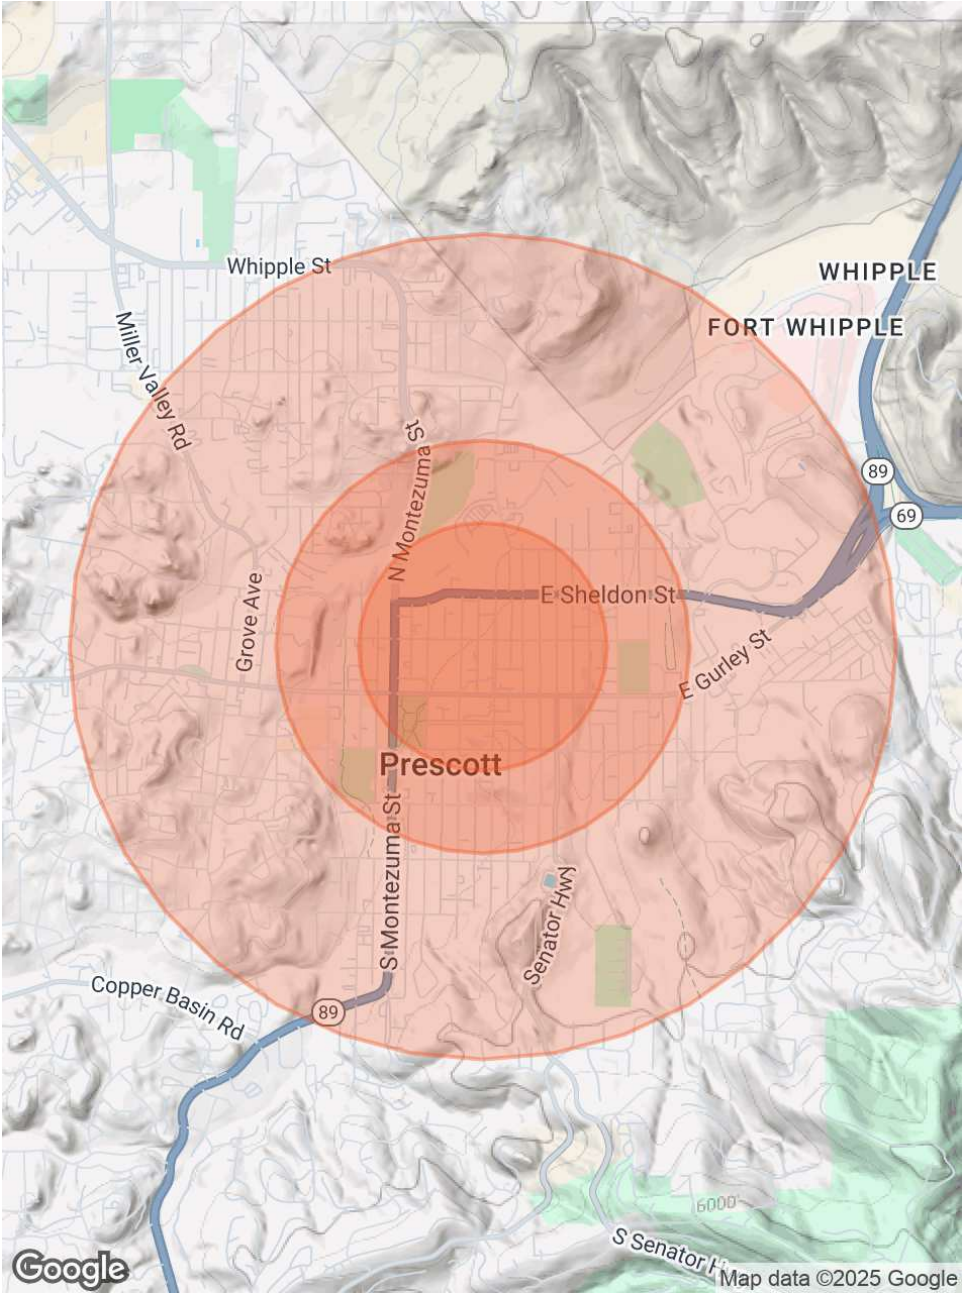 Whipple St
WHIPPLE
FORT WHIPPLE
Miller Valley Rd
N Montezuma St
89
69
E Sheldon St
Grove Ave
E Gurley St
Prescott
S Montezuma St
Senator Hwy
Copper Basin Rd
89
6000
S Senator
Google
Map data ©2025 Google